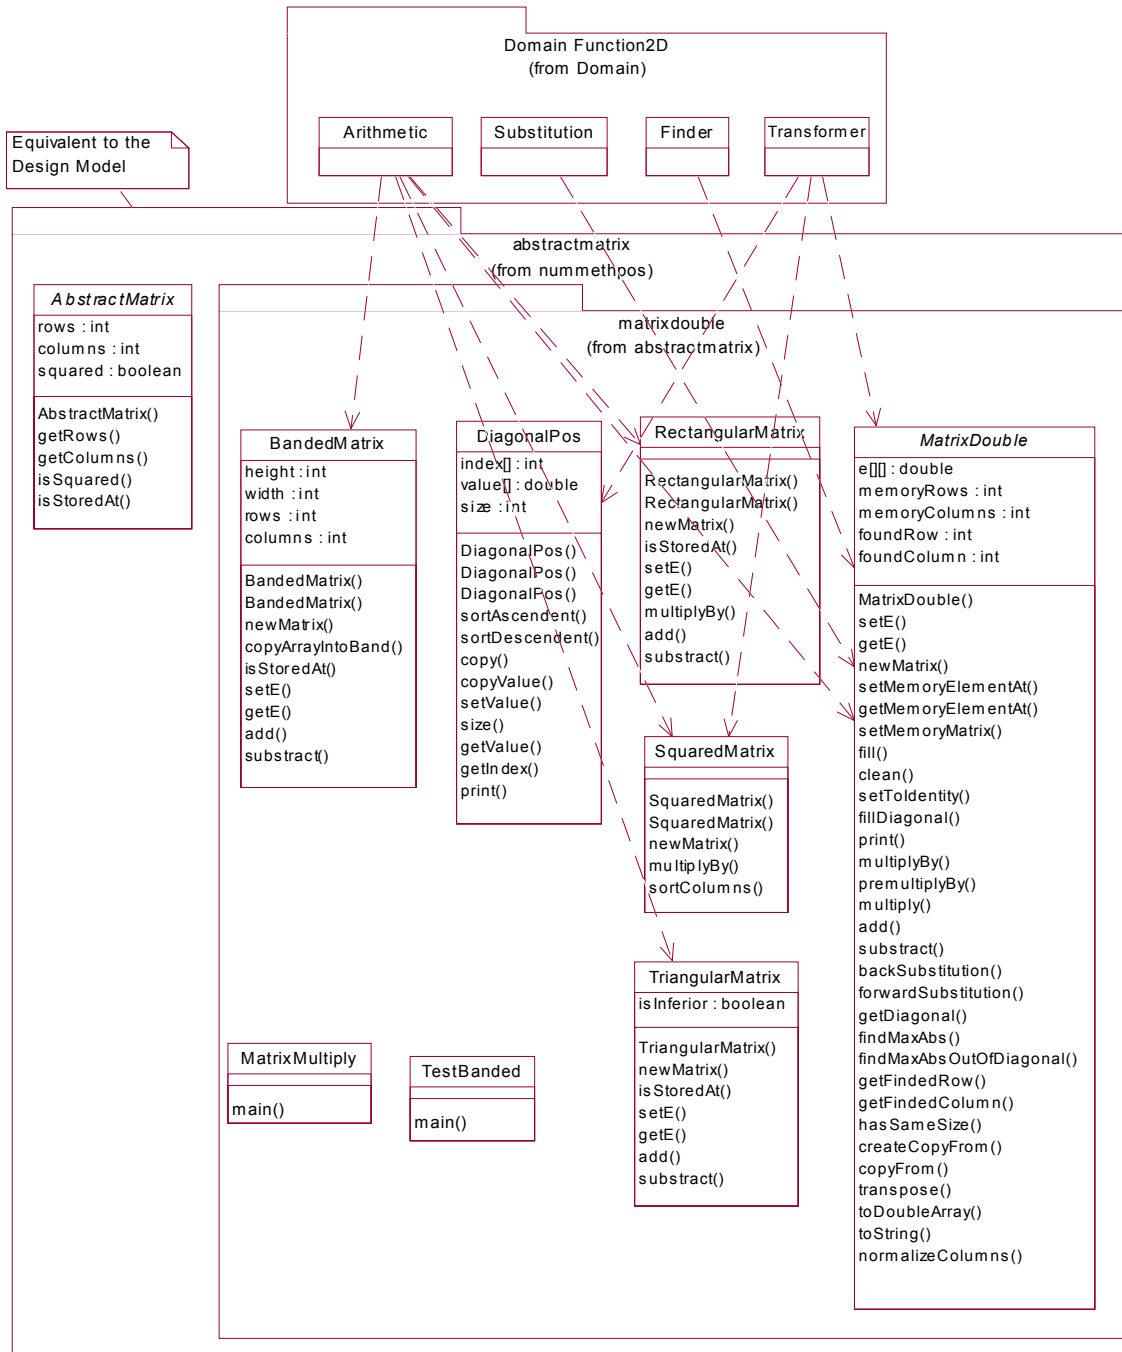 Domain Function2D
(from Domain)
Arithmetic
Substitution
Finder
Transformer
Equivalent to the
Design Model
abstractmatrix
(from nummethpos)
AbstractMatrix
rows : int
columns : int
squared : boolean
AbstractMatrix()
getRows()
getColumns()
isSquared()
isStoredAt()
matrixdouble
(from abstractmatrix)
BandedMatrix
height : int
width : int
rows : int
columns : int
BandedMatrix()
BandedMatrix()
newMatrix()
copyArrayIntoBand()
isStoredAt()
setE()
getE()
add()
substract()
DiagonalPos
index[] : int
value[] : double
size : int
DiagonalPos()
DiagonalPos()
DiagonalPos()
sortAscendent()
sortDescendent()
copy()
copyValue()
setValue()
size()
getValue()
getIndex()
print()
RectangularMatrix
RectangularMatrix()
RectangularMatrix()
newMatrix()
isStoredAt()
setE()
getE()
multiplyBy()
add()
substract()
SquaredMatrix
SquaredMatrix()
SquaredMatrix()
newMatrix()
multiplyBy()
sortColumns()
TriangularMatrix
isInferior : boolean
TriangularMatrix()
newMatrix()
isStoredAt()
setE()
getE()
add()
substract()
MatrixDouble
e[][] : double
memoryRows : int
memoryColumns : int
foundRow : int
foundColumn : int
MatrixDouble()
setE()
getE()
newMatrix()
setMemoryElementAt()
getMemoryElementAt()
setMemoryMatrix()
fill()
clean()
setToIdentity()
fillDiagonal()
print()
multiplyBy()
premultiplyBy()
multiply()
add()
substract()
backSubstitution()
forwardSubstitution()
getDiagonal()
findMaxAbs()
findMaxAbsOutOfDiagonal()
getFindedRow()
getFindedColumn()
hasSameSize()
createCopyFrom()
copyFrom()
transpose()
toDoubleArray()
toString()
normalizeColumns()
MatrixMultiply
main()
TestBanded
main()